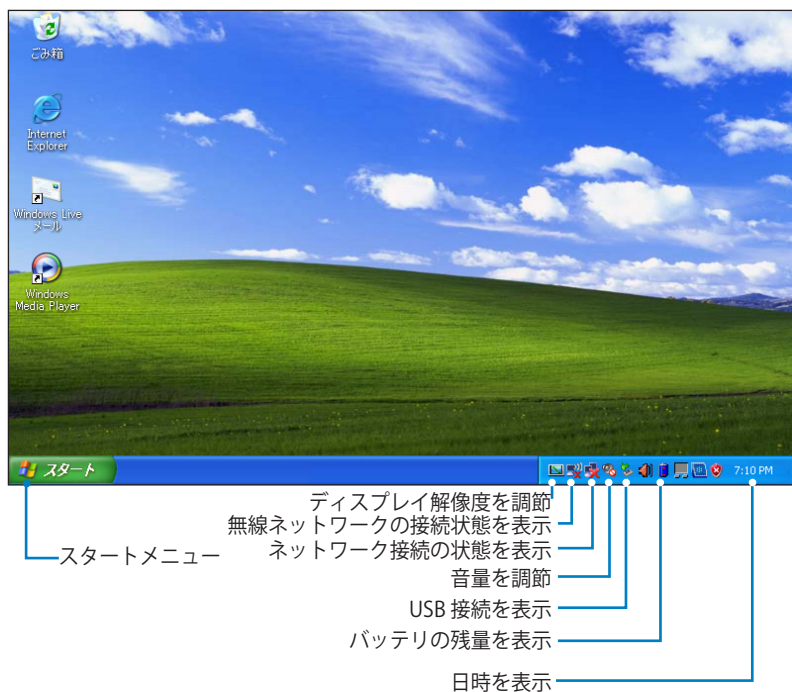 ごみ箱
Internet
Explorer
Windows Live
メール
Windows
Media Player
スタート
7:10 PM
ディスプレイ解像度を調節
無線ネットワークの接続状態を表示
スタートメニュー
ネットワーク接続の状態を表示
音量を調節
USB 接続を表示
バッテリの残量を表示
日時を表示